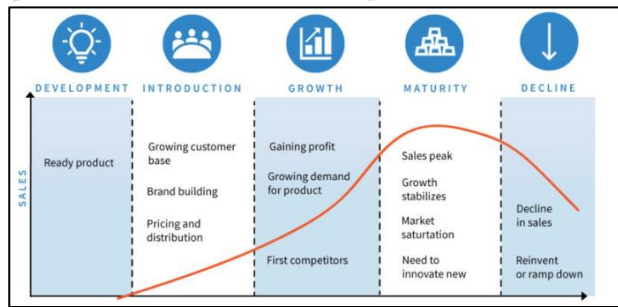 DEVELOPMENT
INTRODUCTION
GROWTH
MATURITY
DECLINE
SALES
Ready product
Growing customer
base
Brand building
Pricing and
distribution
Gaining profit
Growing demand
for product
First competitors
Sales peak
Growth
stabilizes
Market
saturtation
Need to
innovate new
Decline
in sales
Reinvent
or ramp down